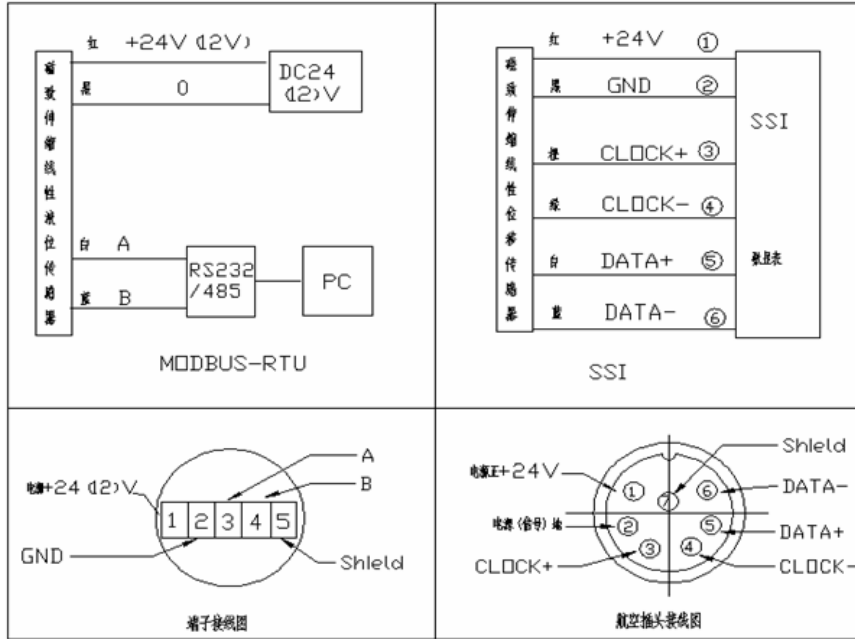 红 +24V (12V)
黑 0
DC24
(12)V
磁致伸缩线性液位传感器
白 A
蓝 B
RS232
/485
PC
MODBUS-RTU
红 +24V ①
黑 GND ②
橙 CLOCK+ ③
绿 CLOCK- ④
白 DATA+ ⑤
蓝 DATA- ⑥
磁致伸缩线性位移传感器
SSI
SSI
A
B
电源+24 (12)V
1 2 3 4 5
GND
Shield
端子接线图
Shield
电源正+24V
① ⑦ ⑥
DATA-
电源(信号)地
② ⑤
DATA+
③ ④
CLOCK+
CLOCK-
航空插头接线图